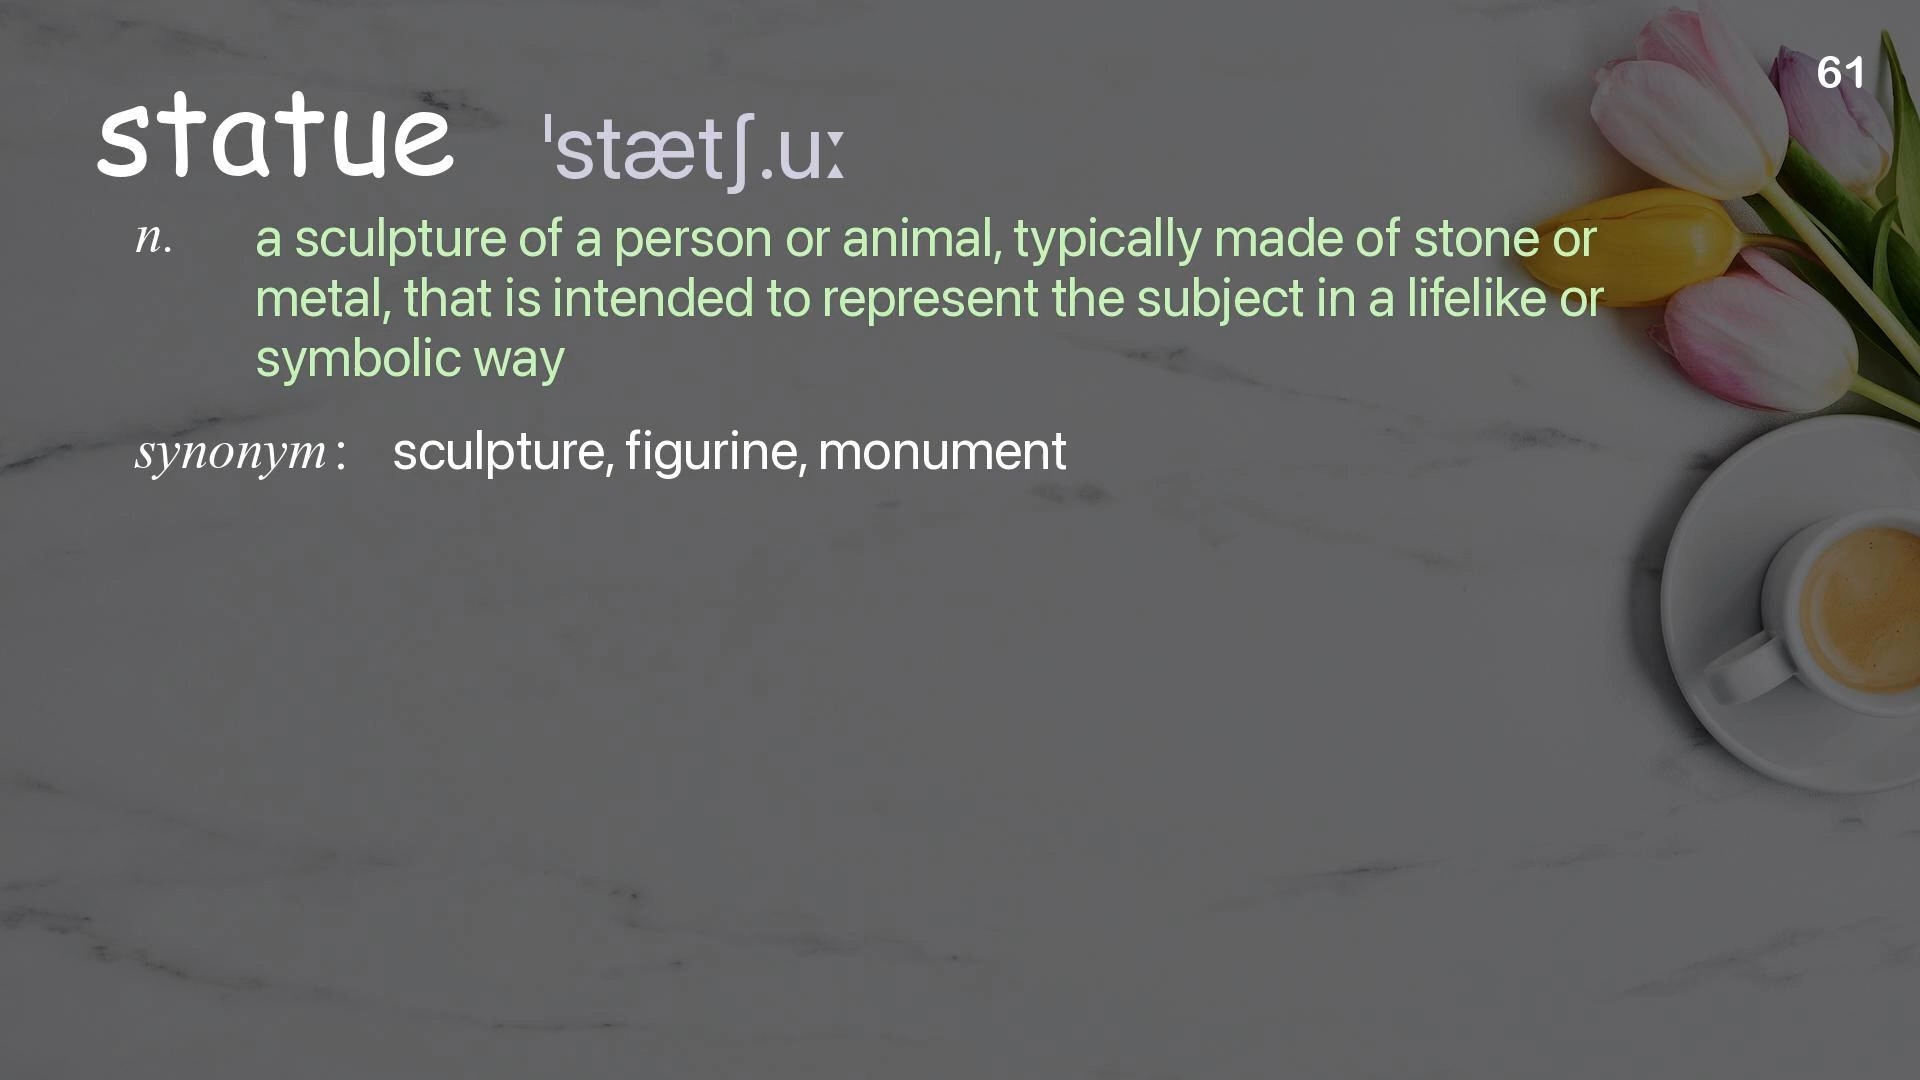 61
statue ˈstætʃ.uː
n. a sculpture of a person or animal, typically made of stone or
metal, that is intended to represent the subject in a lifelike or
symbolic way
synonym : sculpture, figurine, monument